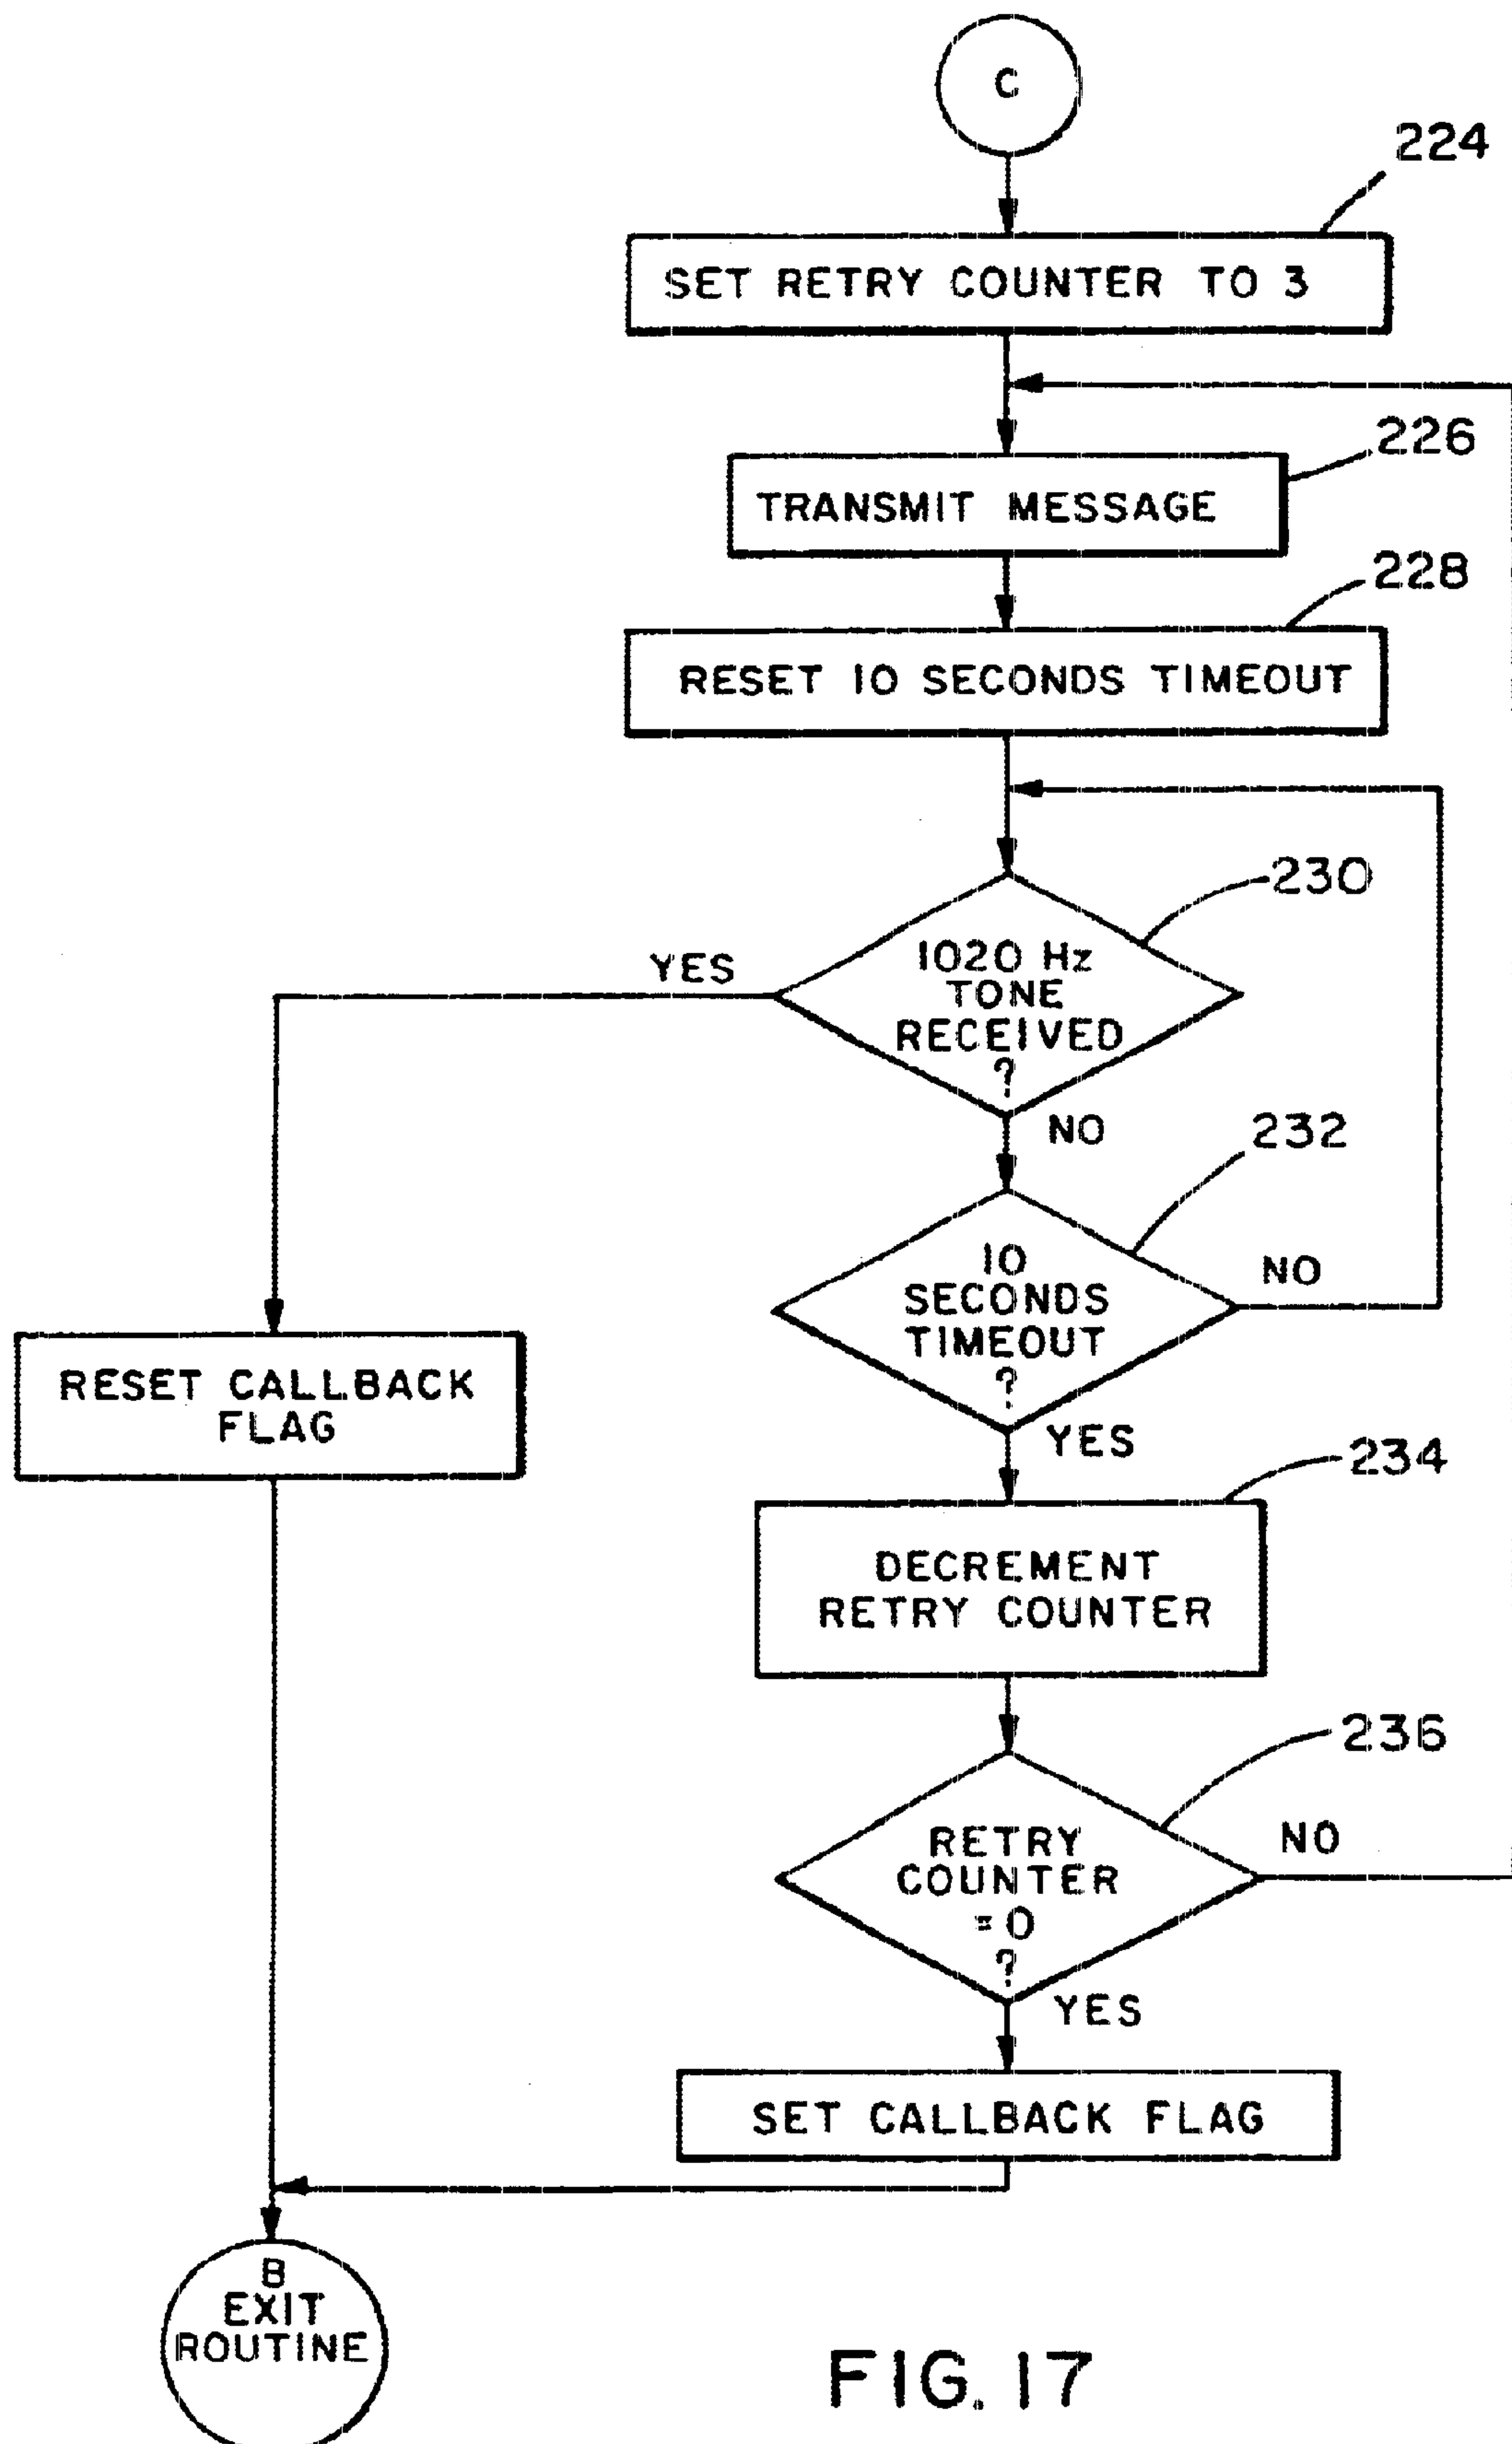 C
224
SET RETRY COUNTER TO 3
226
TRANSMIT MESSAGE
228
RESET 10 SECONDS TIMEOUT
230
YES
1020 Hz
TONE
RECEIVED
?
NO
232
10
SECONDS
TIMEOUT
?
NO
RESET CALLBACK
FLAG
YES
234
DECREMENT
RETRY COUNTER
236
RETRY
COUNTER
=0
?
NO
YES
SET CALLBACK FLAG
B
EXIT
ROUTINE
FIG. 17